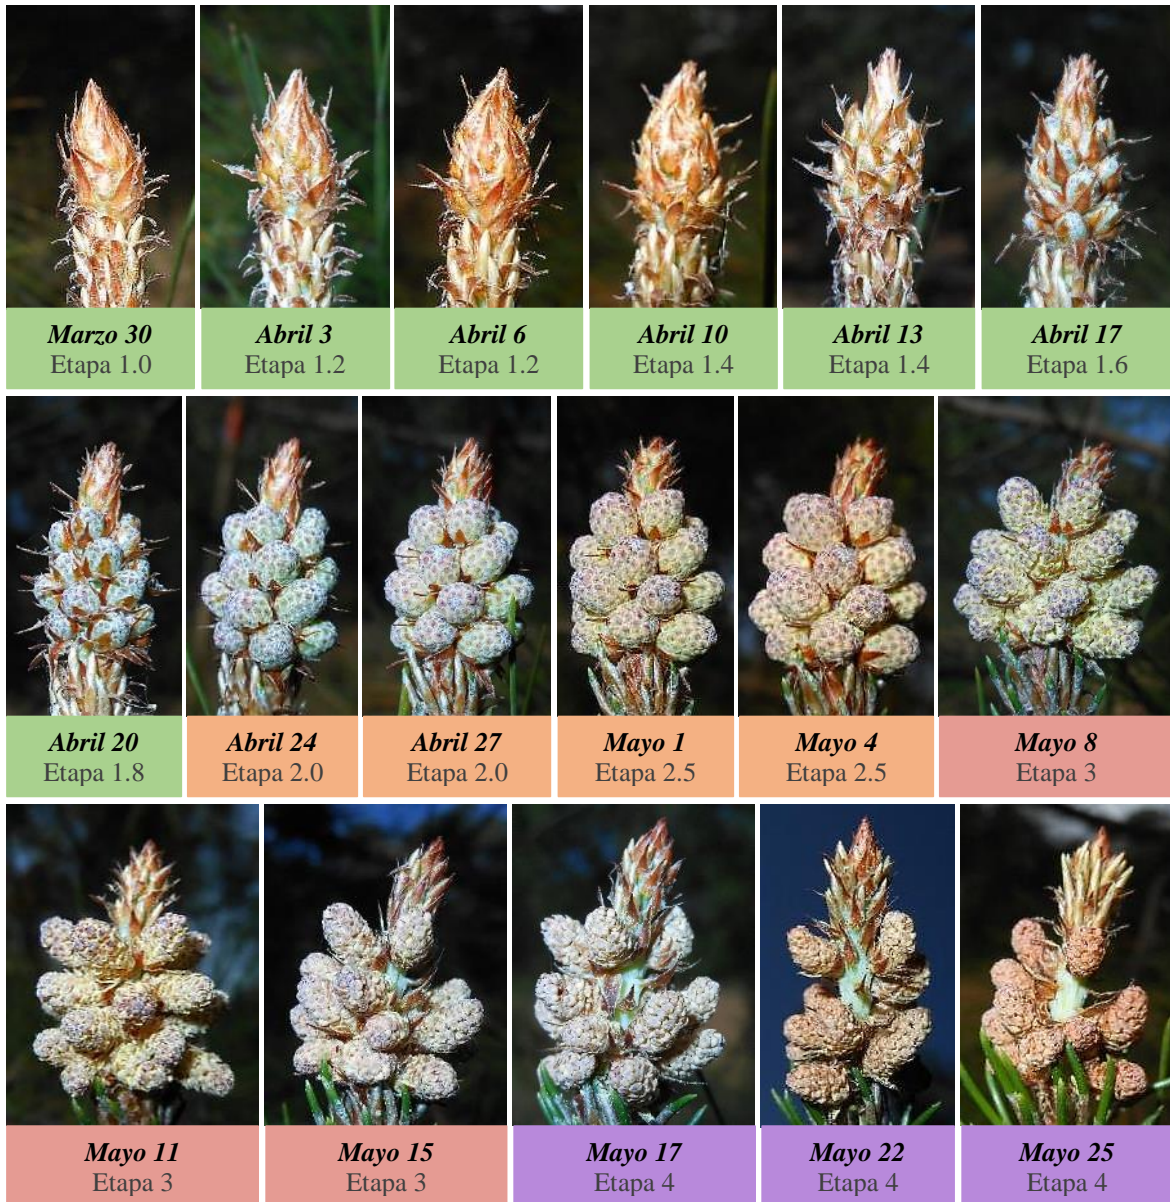 Marzo 30
Etapa 1.0
Abril 3
Etapa 1.2
Abril 6
Etapa 1.2
Abril 10
Etapa 1.4
Abril 13
Etapa 1.4
Abril 17
Etapa 1.6
Abril 20
Etapa 1.8
Abril 24
Etapa 2.0
Abril 27
Etapa 2.0
Mayo 1
Etapa 2.5
Mayo 4
Etapa 2.5
Mayo 8
Etapa 3
Mayo 11
Etapa 3
Mayo 15
Etapa 3
Mayo 17
Etapa 4
Mayo 22
Etapa 4
Mayo 25
Etapa 4